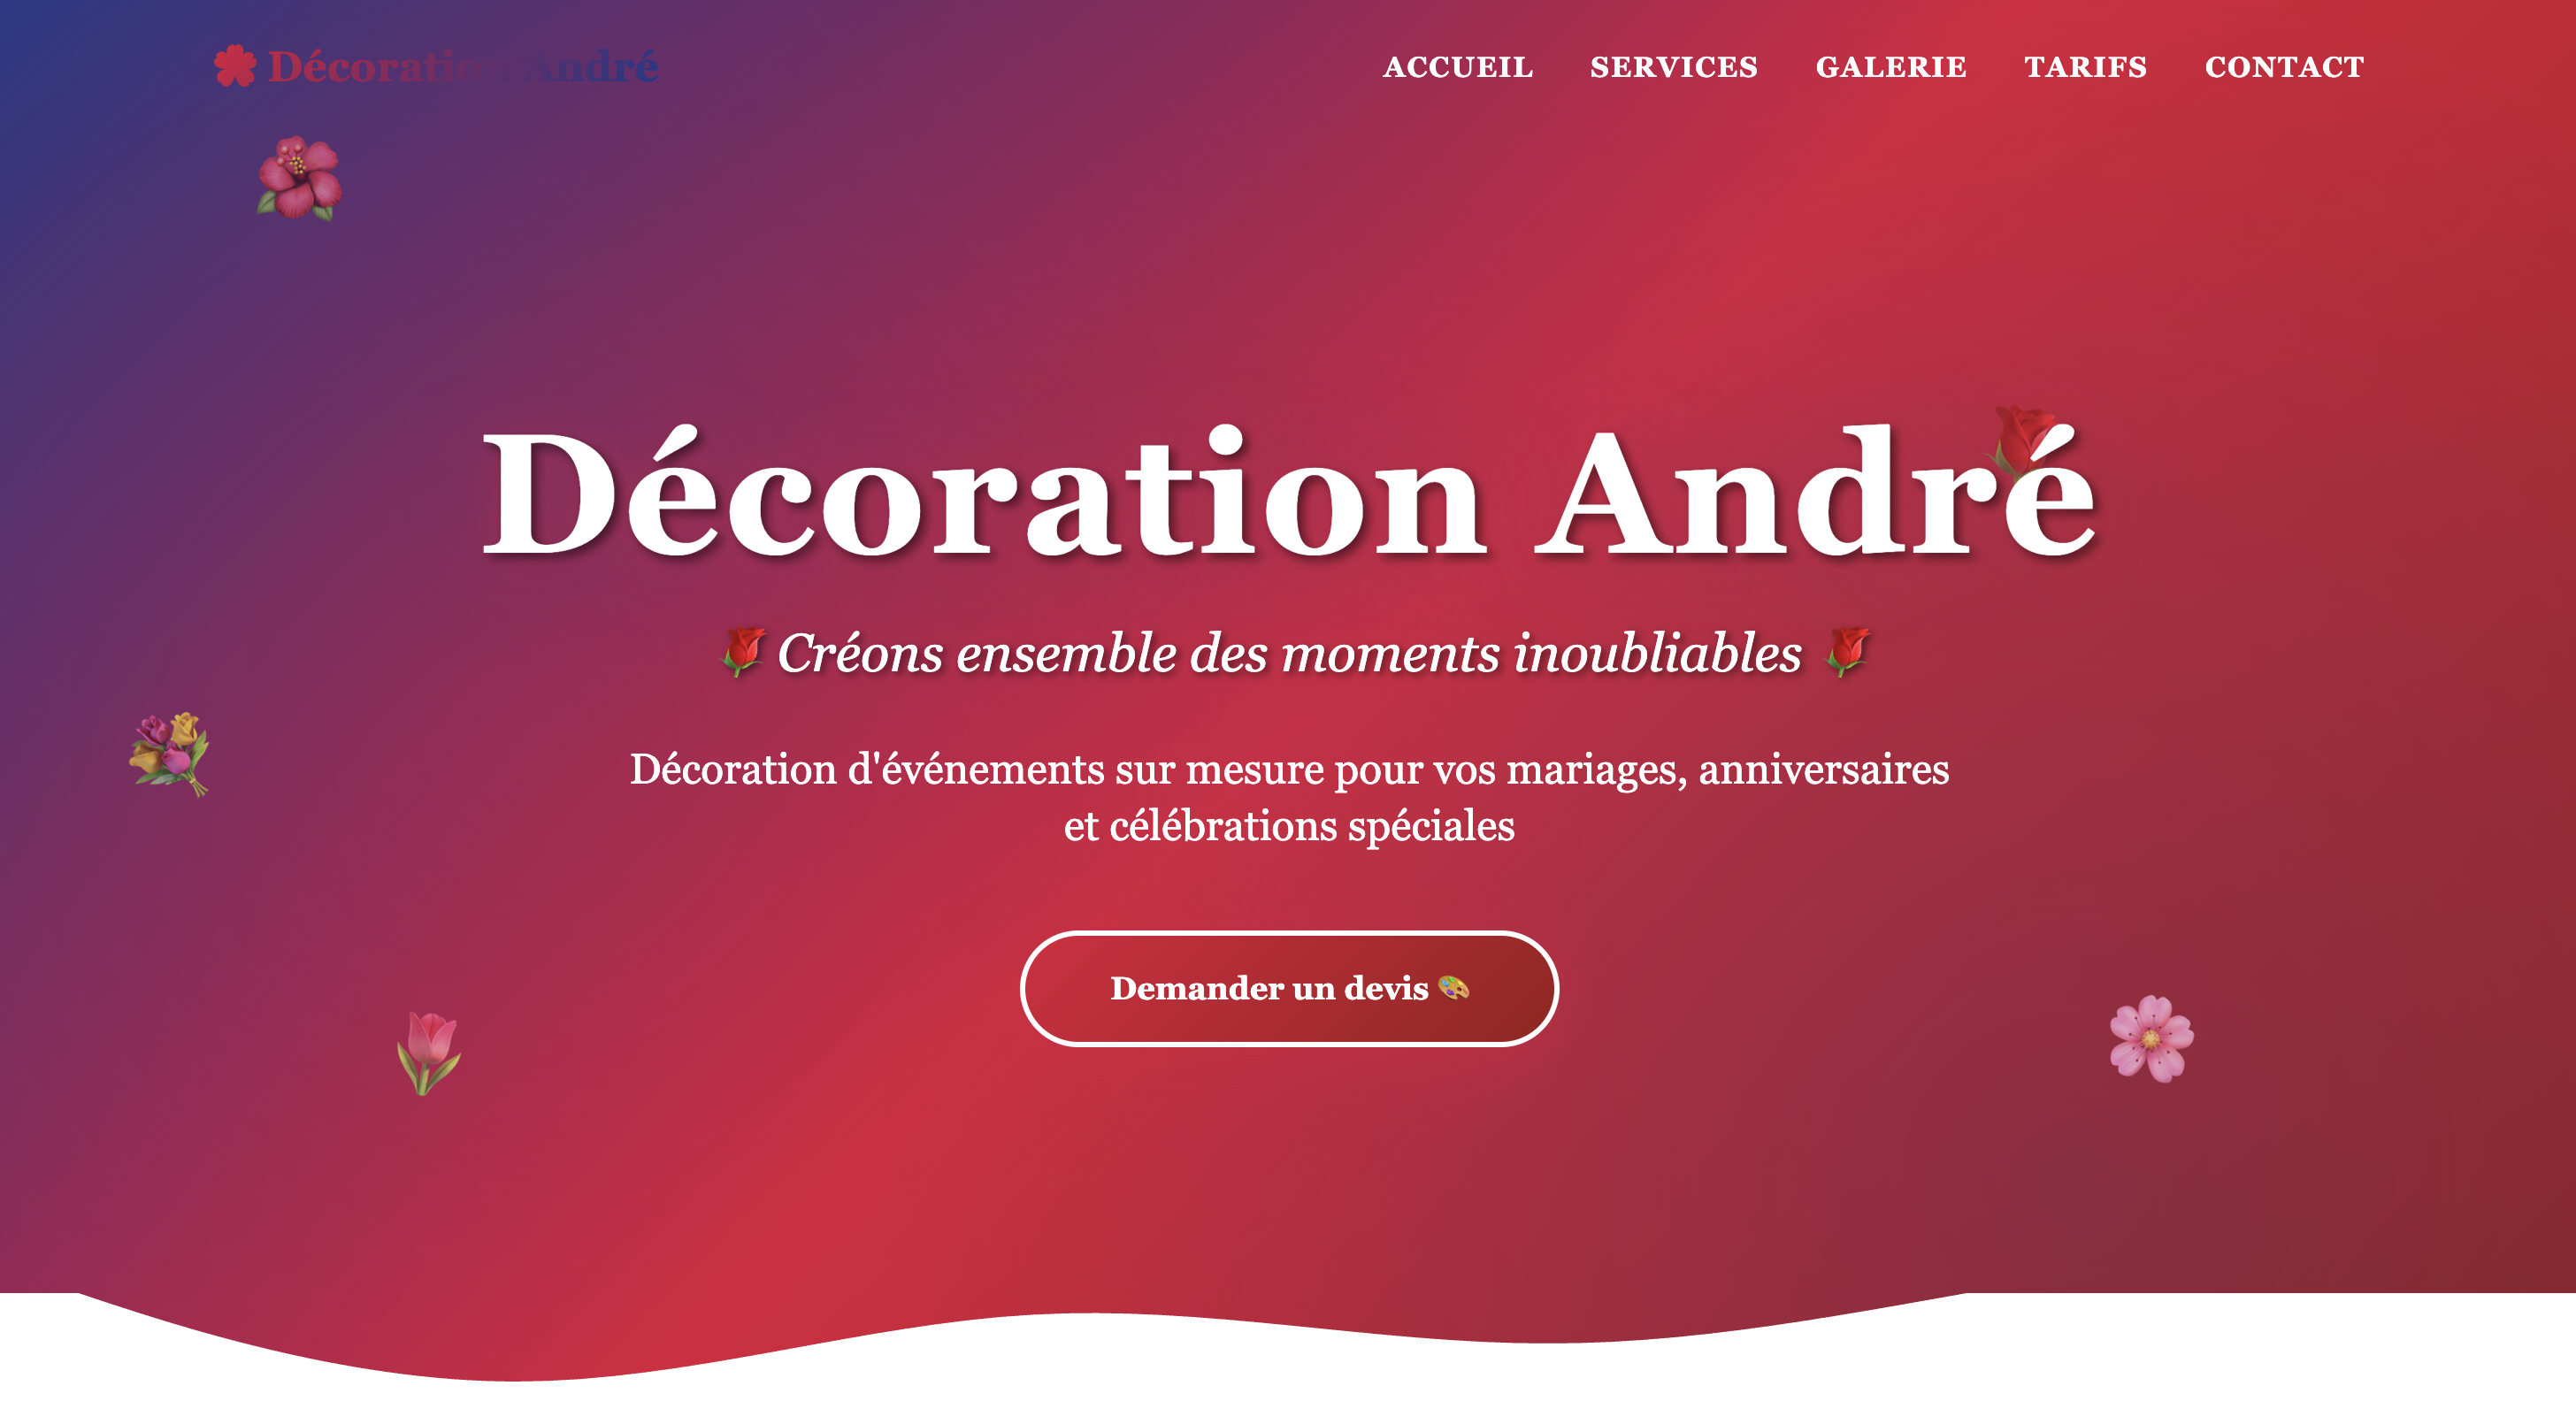 Décoration André
ACCUEIL SERVICES GALERIE TARIFS CONTACT
Décoration André
Créons ensemble des moments inoubliables
Décoration d'événements sur mesure pour vos mariages, anniversaires
et célébrations spéciales
Demander un devis